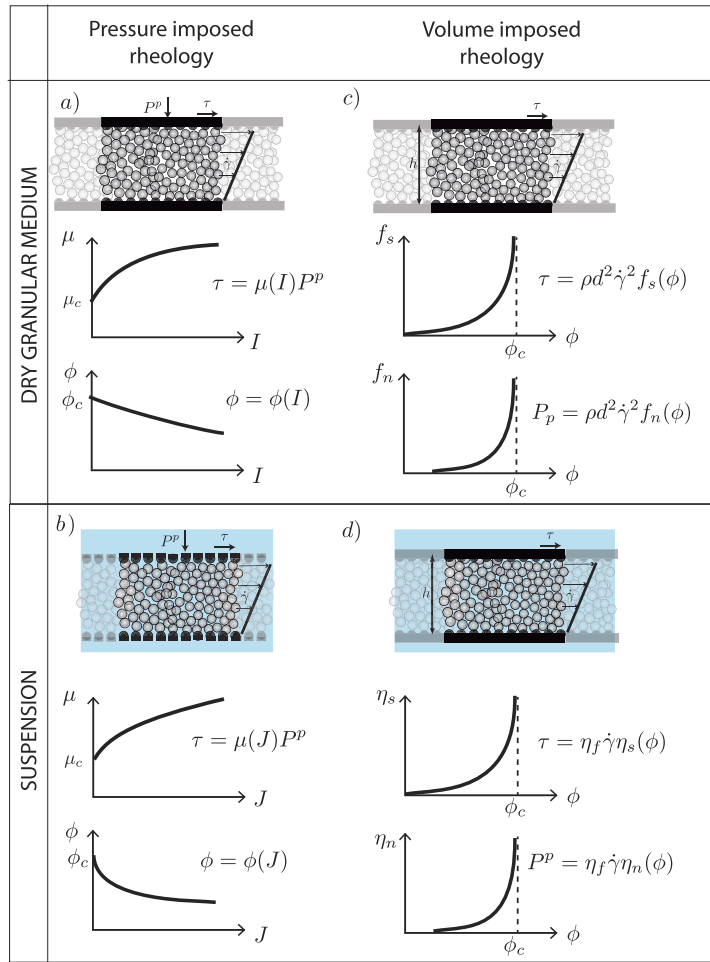 Pressure imposed
rheology
Volume imposed
rheology
DRY GRANULAR MEDIUM
a)
P^p
τ
γ̇
μ
μ_c
τ = μ(I)P^p
I
φ
φ_c
φ = φ(I)
I
c)
τ
h
γ̇
f_s
τ = ρd²γ̇²f_s(φ)
φ_c
φ
f_n
P_p = ρd²γ̇²f_n(φ)
φ_c
φ
SUSPENSION
b)
P^p
τ
γ̇
μ
μ_c
τ = μ(J)P^p
J
φ
φ_c
φ = φ(J)
J
d)
τ
h
γ̇
η_s
τ = η_f γ̇η_s(φ)
φ_c
φ
η_n
P^p = η_f γ̇η_n(φ)
φ_c
φ